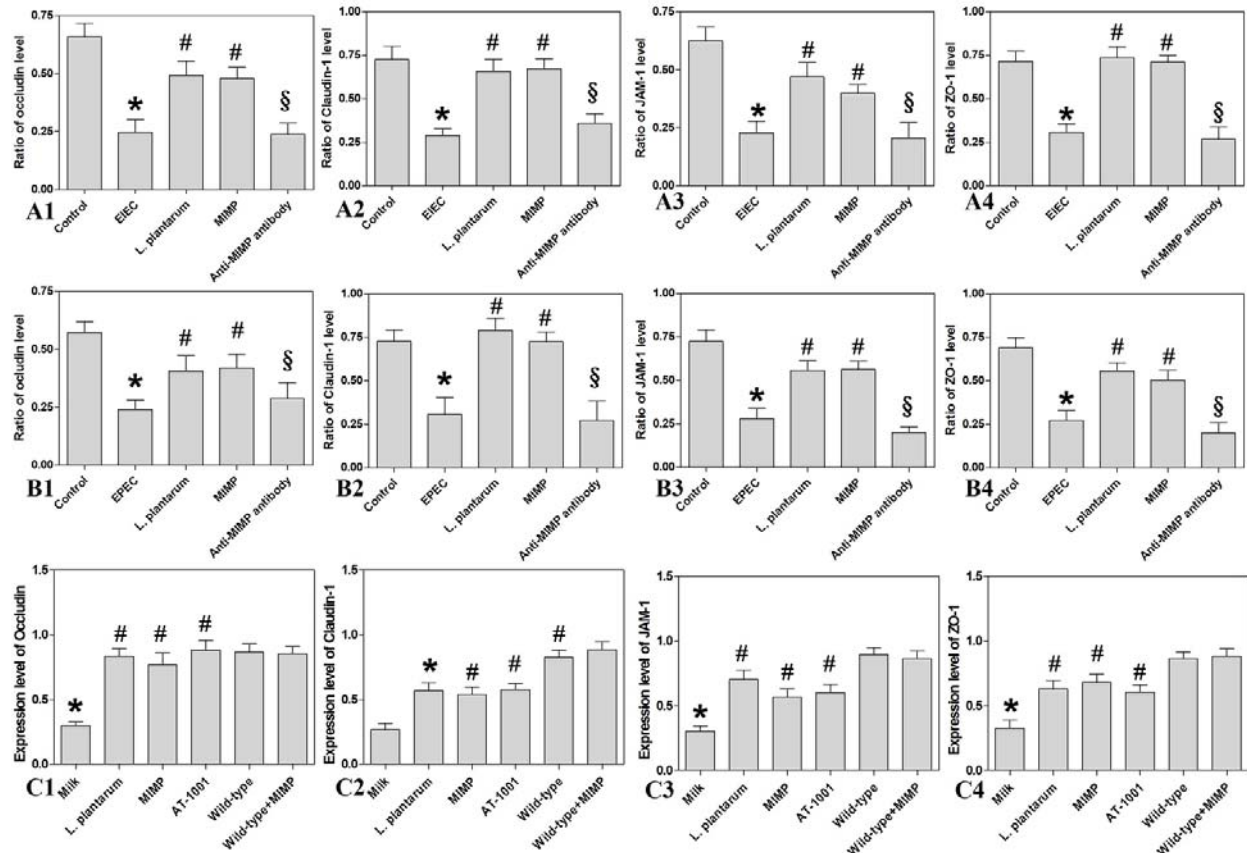 Ratio of occludin level
0.75
0.50
0.25
0.00
*
#
#
§
Control
EIEC
L. plantarum
MIMP
Anti-MIMP antibody
A1
Ratio of Claudin-1 level
1.00
0.75
0.50
0.25
0.00
*
#
#
§
Control
EIEC
L. plantarum
MIMP
Anti-MIMP antibody
A2
Ratio of JAM-1 level
0.75
0.50
0.25
0.00
*
#
#
§
Control
EIEC
L. plantarum
MIMP
Anti-MIMP antibody
A3
Ratio of ZO-1 level
1.00
0.75
0.50
0.25
0.00
*
#
#
§
Control
EIEC
L. plantarum
MIMP
Anti-MIMP antibody
A4
Ratio of ocludin level
0.75
0.50
0.25
0.00
*
#
#
§
Control
EPEC
L. plantarum
MIMP
Anti-MIMP antibody
B1
Ratio of Claudin-1 level
1.00
0.75
0.50
0.25
0.00
*
#
#
§
Control
EPEC
L. plantarum
MIMP
Anti-MIMP antibody
B2
Ratio of JAM-1 level
1.00
0.75
0.50
0.25
0.00
*
#
#
§
Control
EPEC
L. plantarum
MIMP
Anti-MIMP antibody
B3
Ratio of ZO-1 level
1.00
0.75
0.50
0.25
0.00
*
#
#
§
Control
EPEC
L. plantarum
MIMP
Anti-MIMP antibody
B4
Expression level of Occludin
1.5
1.0
0.5
0.0
*
#
#
#
Milk
L. plantarum
MIMP
AT-1001
Wild-type
Wild-type+MIMP
C1
Expression level of Claudin-1
1.5
1.0
0.5
0.0
*
#
#
#
Milk
L. plantarum
MIMP
AT-1001
Wild-type
Wild-type+MIMP
C2
Expression level of JAM-1
1.5
1.0
0.5
0.0
*
#
#
#
Milk
L. plantarum
MIMP
AT-1001
Wild-type
Wild-type+MIMP
C3
Expression level of ZO-1
1.5
1.0
0.5
0.0
*
#
#
#
Milk
L. plantarum
MIMP
AT-1001
Wild-type
Wild-type+MIMP
C4